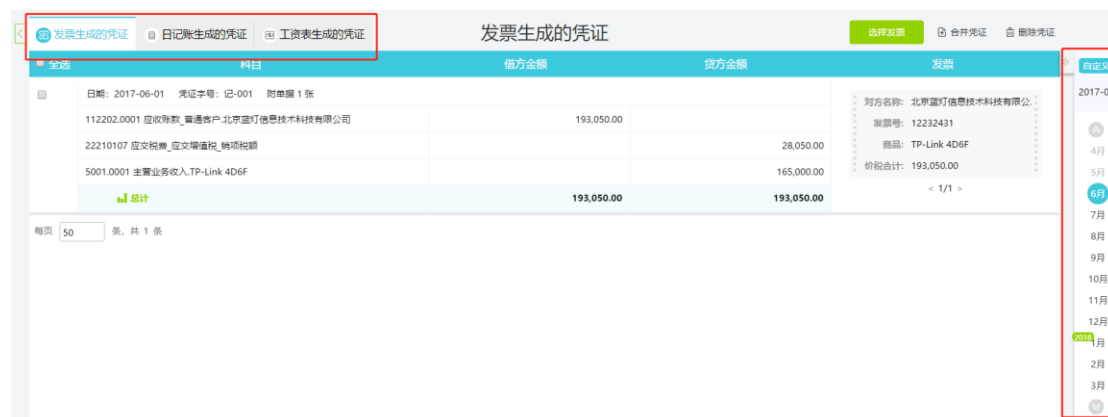 发票生成的凭证 日记账生成的凭证 工资表生成的凭证 发票生成的凭证 选择发票 合并凭证 删除凭证
全选 科目 借方金额 贷方金额 发票 自定义
日期: 2017-06-01 凭证字号: 记-001 附单据 1 张
112202.0001 应收账款_普通客户.北京蓝灯信息技术科技有限公司 193,050.00
22210107 应交税费_应交增值税_销项税额 28,050.00
5001.0001 主营业务收入.TP-Link 4D6F 165,000.00
总计 193,050.00 193,050.00
对方名称: 北京蓝灯信息技术科技有限公.
发票号: 12232431
商品: TP-Link 4D6F
价税合计: 193,050.00
< 1/1 >
每页 50 条, 共 1 条
2017-0
4月
5月
6月
7月
8月
9月
10月
11月
12月
2018
1月
2月
3月